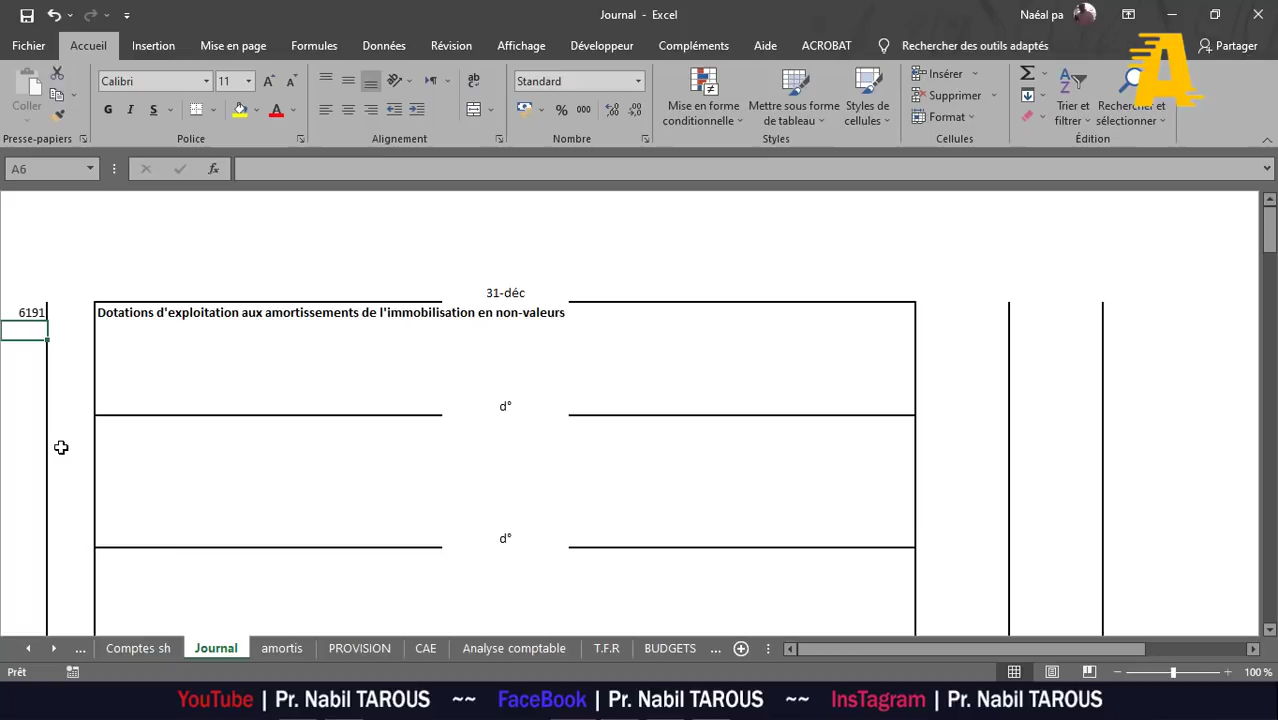 Journal - Excel
Naéal pa
Fichier Accueil Insertion Mise en page Formules Données Révision Affichage Développeur Compléments Aide ACROBAT Rechercher des outils adaptés Partager
Coller
Calibri 11
Standard
Mise en forme conditionnelle
Mettre sous forme de tableau
Styles de cellules
Insérer
Supprimer
Format
Trier et filtrer
Rechercher et sélectionner
G I S
% 000
Presse-papiers Police Alignement Nombre Styles Cellules Édition
A6 fx
31-déc
6191 Dotations d'exploitation aux amortissements de l'immobilisation en non-valeurs
d°
d°
... Comptes sh Journal amortis PROVISION CAE Analyse comptable T.F.R BUDGETS ...
Prêt 100 %
YouTube | Pr. Nabil TAROUS ~~ FaceBook | Pr. Nabil TAROUS ~~ InsTagram | Pr. Nabil TAROUS